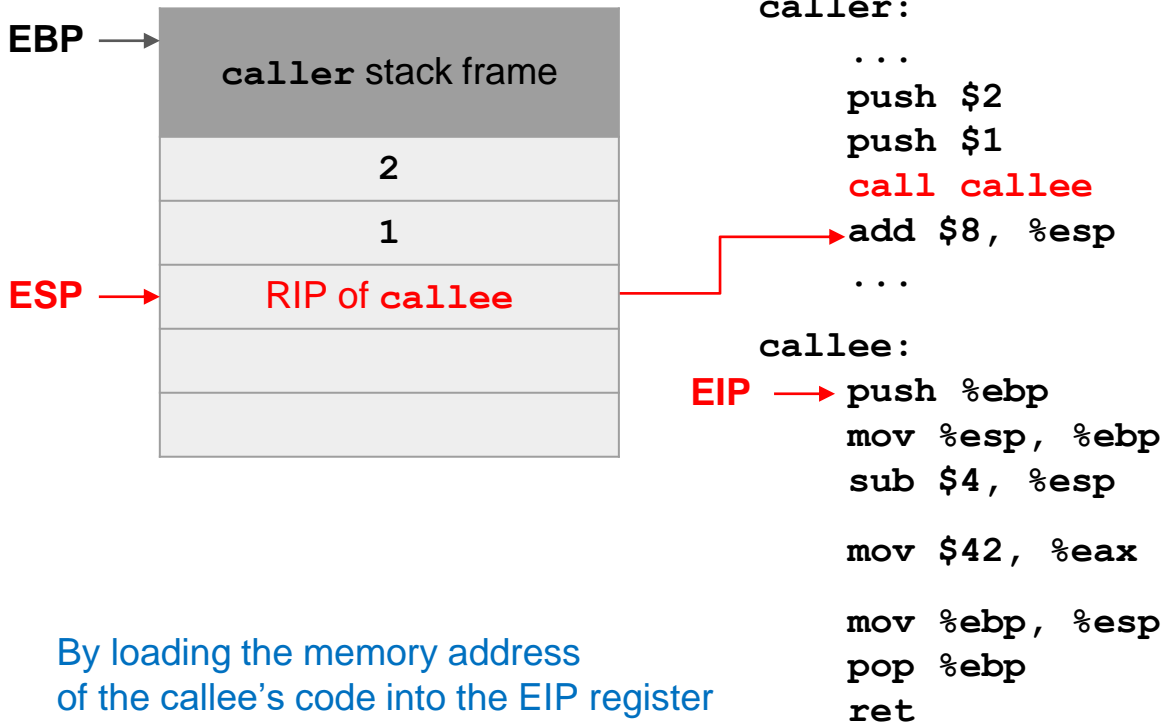 EBP
caller stack frame
2
1
ESP
RIP of callee
caller:
...
push $2
push $1
call callee
add $8, %esp
...
callee:
EIP
push %ebp
mov %esp, %ebp
sub $4, %esp
mov $42, %eax
mov %ebp, %esp
pop %ebp
ret
By loading the memory address
of the callee’s code into the EIP register